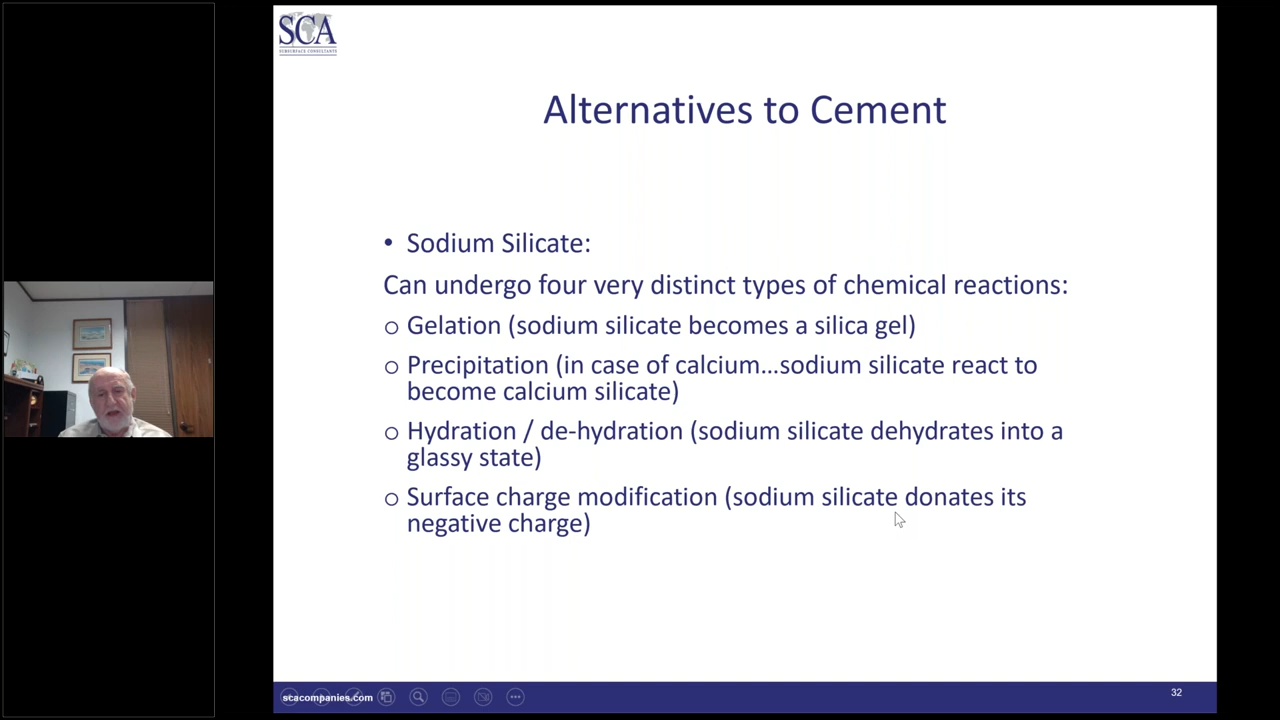 SCA
SUBSURFACE CONSULTANTS
Alternatives to Cement
• Sodium Silicate:
Can undergo four very distinct types of chemical reactions:
o Gelation (sodium silicate becomes a silica gel)
o Precipitation (in case of calcium...sodium silicate react to
become calcium silicate)
o Hydration / de-hydration (sodium silicate dehydrates into a
glassy state)
o Surface charge modification (sodium silicate donates its
negative charge)
scacompanies.com
32